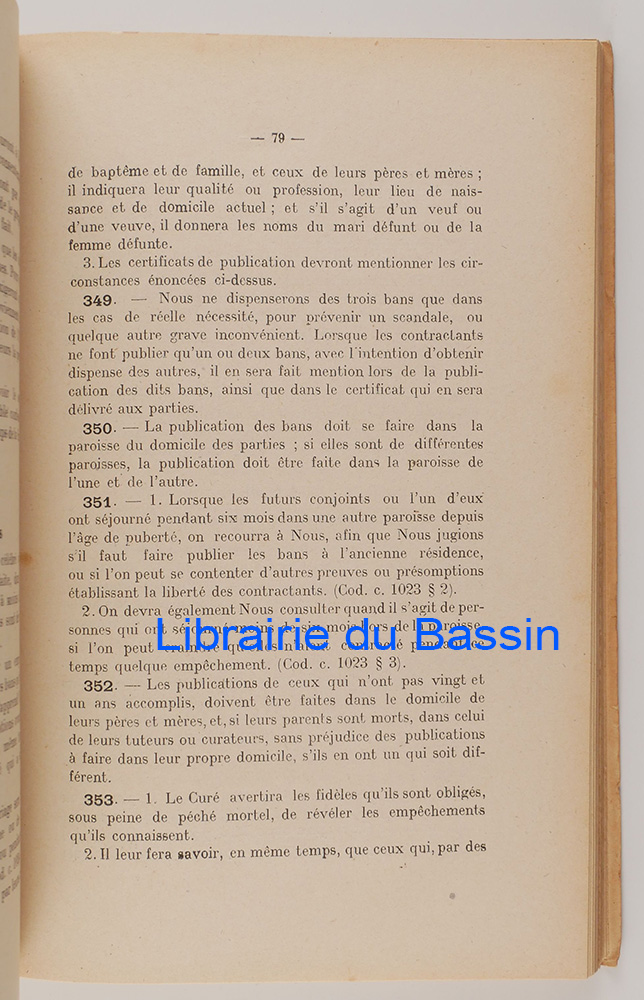 — 79 —
de baptême et de famille, et ceux de leurs pères et mères ;
il indiquera leur qualité ou profession, leur lieu de nais-
sance et de domicile actuel ; et s'il s'agit d'un veuf ou
d'une veuve, il donnera les noms du mari défunt ou de la
femme défunte.
3. Les certificats de publication devront mentionner les cir-
constances énoncées ci-dessus.
349. — Nous ne dispenserons des trois bans que dans
les cas de réelle nécessité, pour prévenir un scandale, ou
quelque autre grave inconvénient. Lorsque les contractants
ne font publier qu'un ou deux bans, avec l'intention d'obtenir
dispense des autres, il en sera fait mention lors de la publi-
cation des dits bans, ainsi que dans le certificat qui en sera
délivré aux parties.
350. — La publication des bans doit se faire dans la
paroisse du domicile des parties ; si elles sont de différentes
paroisses, la publication doit être faite dans la paroisse de
l'une et de l'autre.
351. — 1. Lorsque les futurs conjoints ou l'un d'eux
ont séjourné pendant six mois dans une autre paroisse depuis
l'âge de puberté, on recourra à Nous, afin que Nous jugions
s'il faut faire publier les bans à l'ancienne résidence,
ou si l'on peut se contenter d'autres preuves ou présomptions
établissant la liberté des contractants. (Cod. c. 1023 § 2).
2. On devra également Nous consulter quand il s'agit de per-
sonnes qui ont séjourné moins de six mois hors de la paroisse,
Librairie du Bassin
si l'on peut craindre qu'elles n'aient contracté pendant ce
temps quelque empêchement. (Cod. c. 1023 § 3).
352. — Les publications de ceux qui n'ont pas vingt et
un ans accomplis, doivent être faites dans le domicile de
leurs pères et mères, et, si leurs parents sont morts, dans celui
de leurs tuteurs ou curateurs, sans préjudice des publications
à faire dans leur propre domicile, s'ils en ont un qui soit dif-
férent.
353. — 1. Le Curé avertira les fidèles qu'ils sont obligés,
sous peine de péché mortel, de révéler les empêchements
qu'ils connaissent.
2. Il leur fera savoir, en même temps, que ceux qui, par des